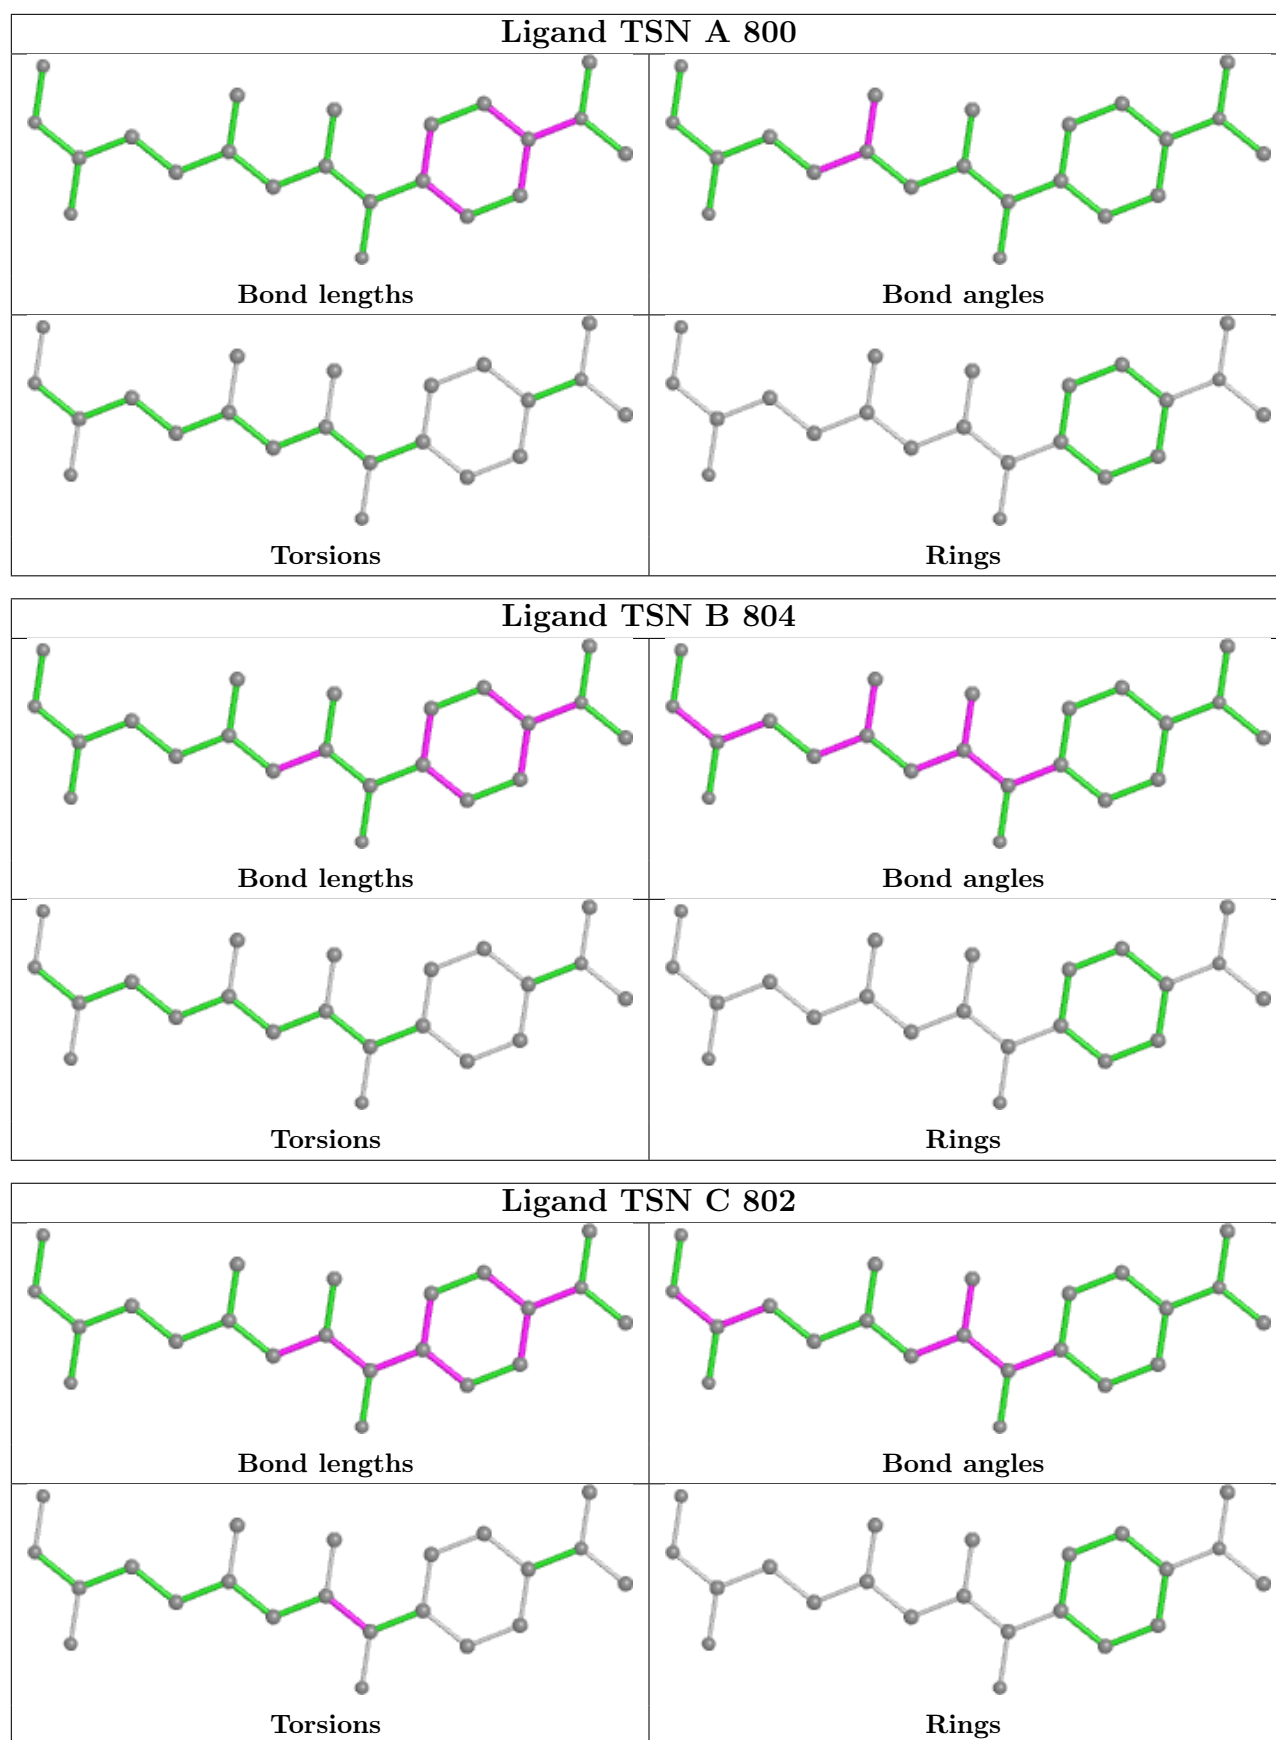 Ligand TSN A 800
Bond lengths
Bond angles
Torsions
Rings
Ligand TSN B 804
Bond lengths
Bond angles
Torsions
Rings
Ligand TSN C 802
Bond lengths
Bond angles
Torsions
Rings